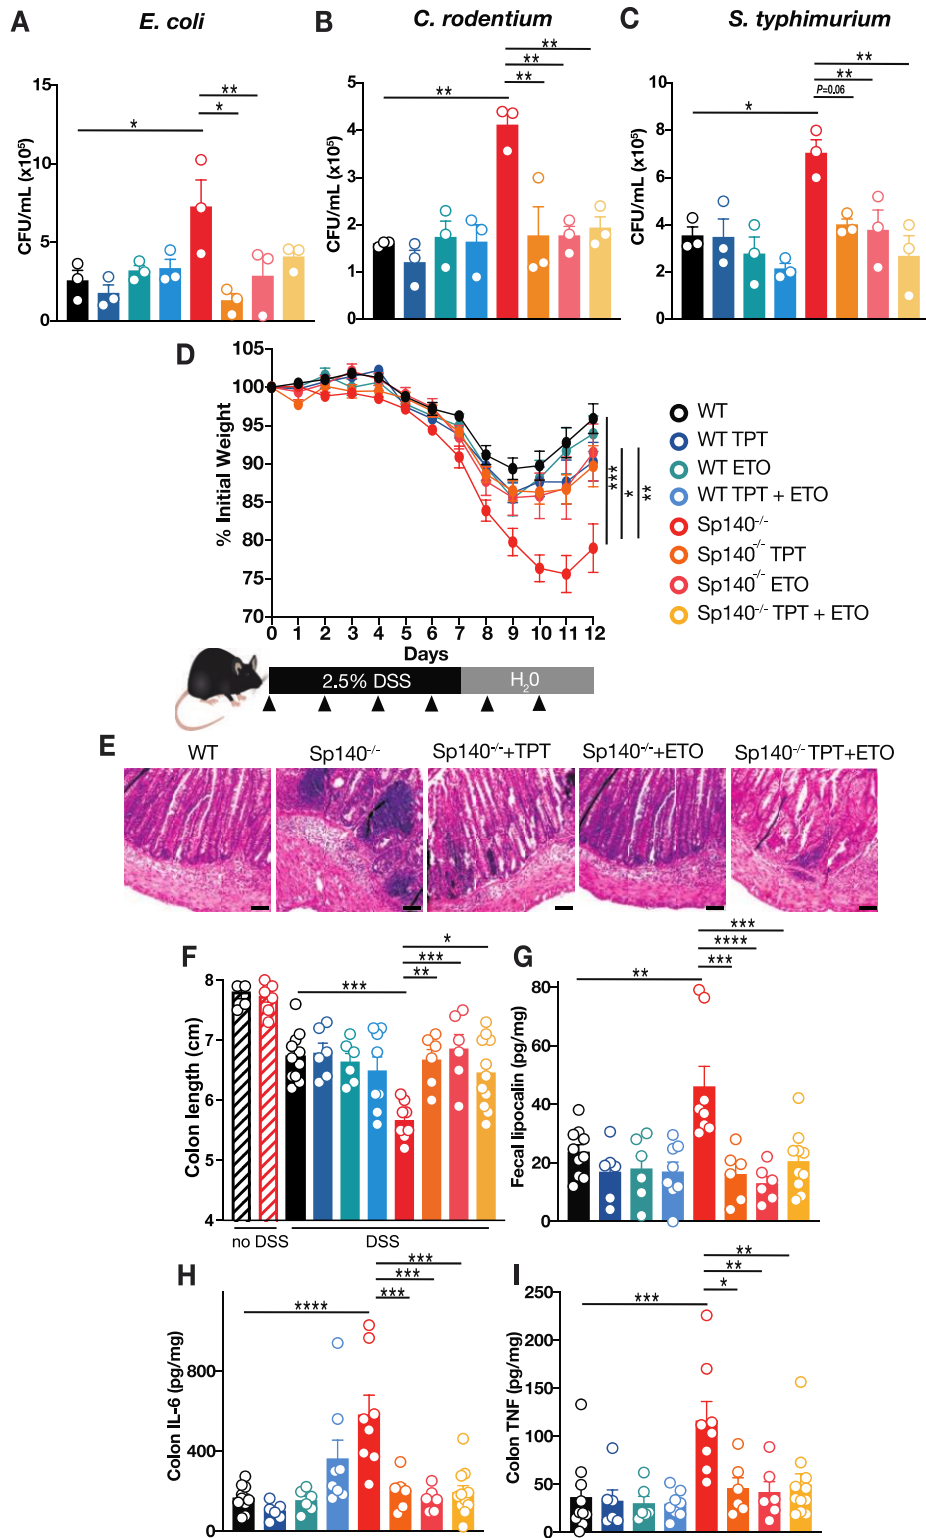 A
E. coli
CFU/mL (x10⁵)
15
10
5
0
*
*
**
B
C. rodentium
CFU/mL (x10⁵)
5
4
3
2
1
0
**
**
**
**
C
S. typhimurium
CFU/mL (x10⁵)
10
8
6
4
2
0
*
P=0.06
**
**
D
% Initial Weight
105
100
95
90
85
80
75
70
0 1 2 3 4 5 6 7 8 9 10 11 12
Days
***
*
**
2.5% DSS
H₂0
WT
WT TPT
WT ETO
WT TPT + ETO
Sp140⁻/⁻
Sp140⁻/⁻ TPT
Sp140⁻/⁻ ETO
Sp140⁻/⁻ TPT + ETO
E
WT
Sp140⁻/⁻
Sp140⁻/⁻+TPT
Sp140⁻/⁻+ETO
Sp140⁻/⁻ TPT+ETO
F
Colon length (cm)
8
7
6
5
4
***
**
***
*
no DSS
DSS
G
Fecal lipocalin (pg/mg)
80
60
40
20
0
**
***
****
***
H
Colon IL-6 (pg/mg)
800
400
0
****
***
***
***
I
Colon TNF (pg/mg)
250
200
150
100
50
0
***
*
**
**